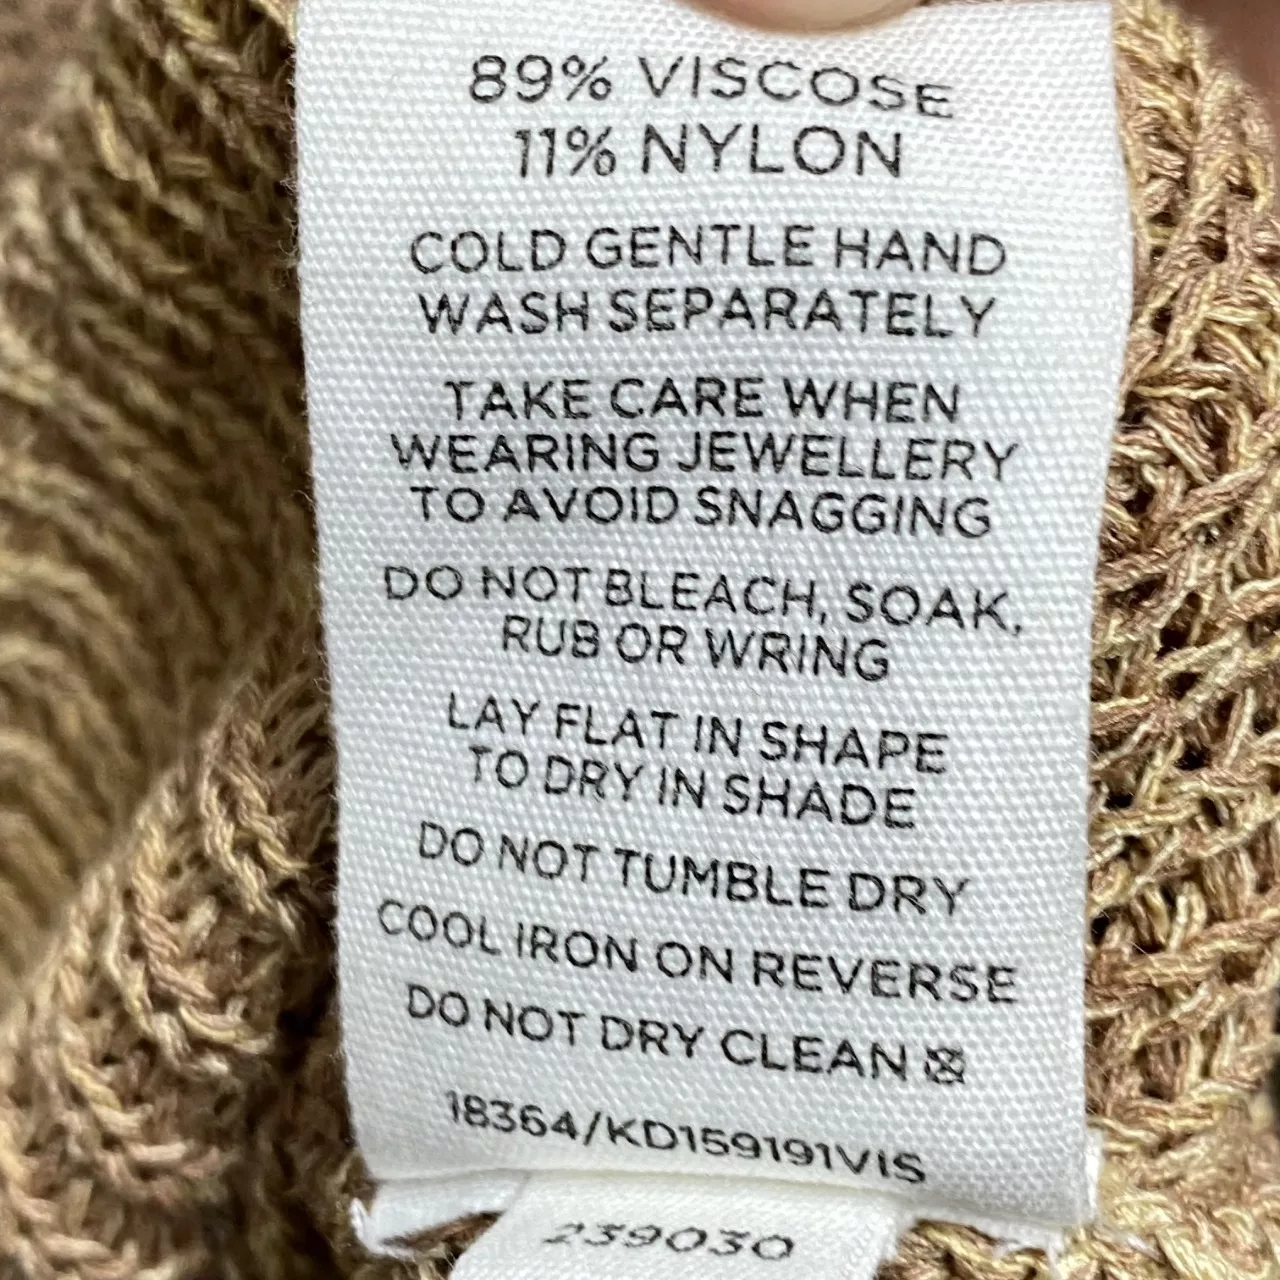 89% VISCOSE
11% NYLON
COLD GENTLE HAND
WASH SEPARATELY
TAKE CARE WHEN
WEARING JEWELLERY
TO AVOID SNAGGING
DO NOT BLEACH, SOAK,
RUB OR WRING
LAY FLAT IN SHAPE
TO DRY IN SHADE
DO NOT TUMBLE DRY
COOL IRON ON REVERSE
DO NOT DRY CLEAN
18364/KD159191VIS
239030